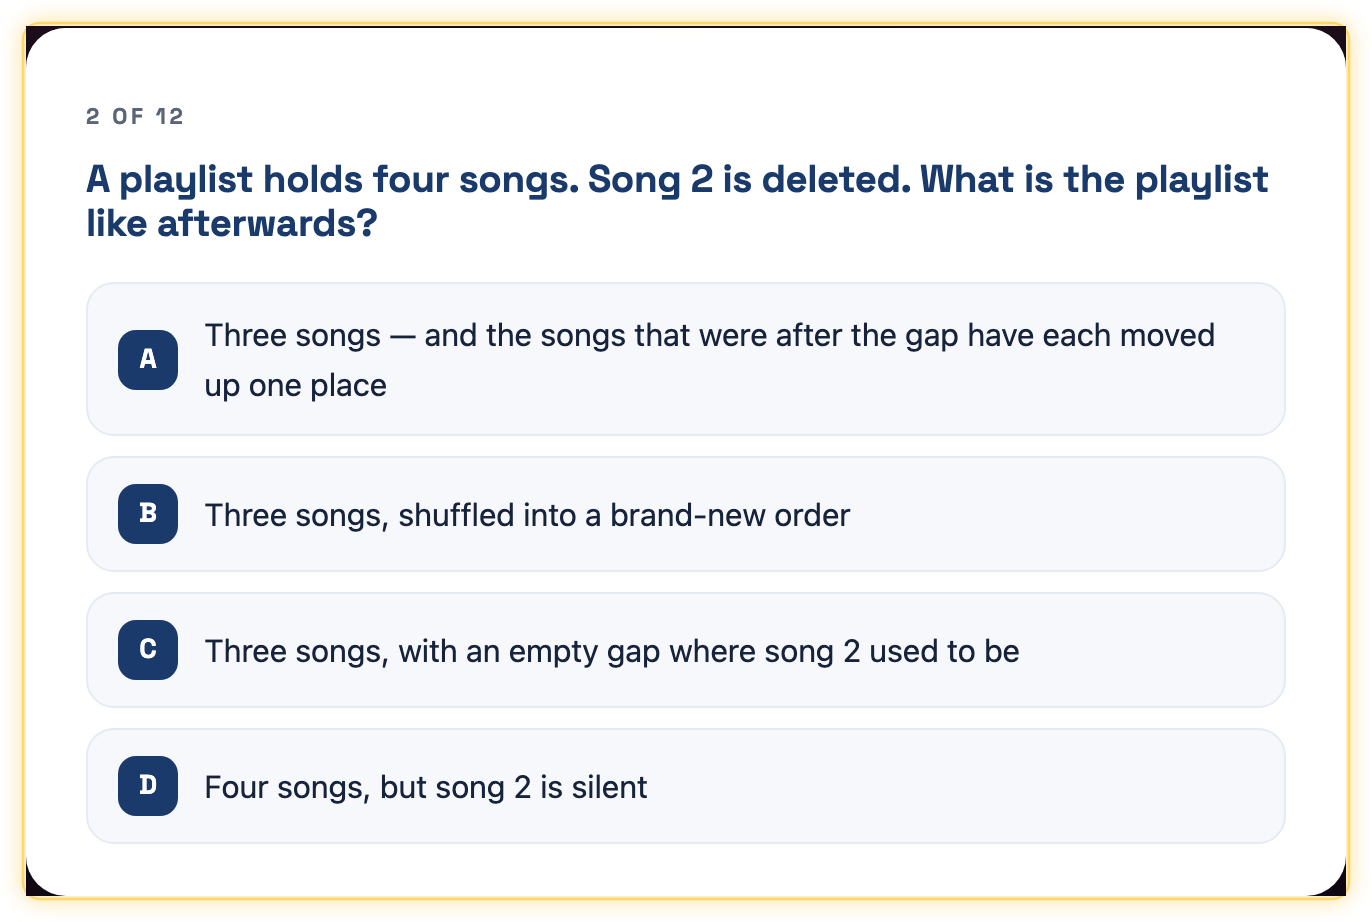 2 OF 12
A playlist holds four songs. Song 2 is deleted. What is the playlist
like afterwards?
A
Three songs — and the songs that were after the gap have each moved
up one place
B
Three songs, shuffled into a brand-new order
C
Three songs, with an empty gap where song 2 used to be
D
Four songs, but song 2 is silent